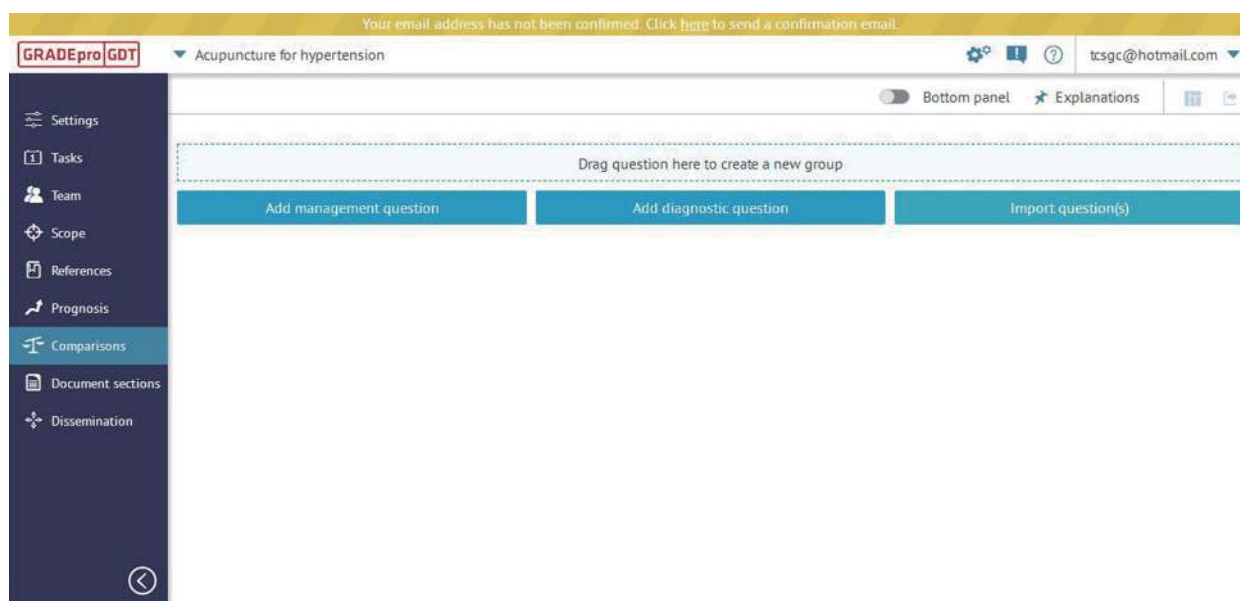 Your email address has not been confirmed. Click here to send a confirmation email.
GRADEpro GDT
Acupuncture for hypertension
tcsgc@hotmail.com
Bottom panel
Explanations
Settings
Tasks
Team
Scope
References
Prognosis
Comparisons
Document sections
Dissemination
Drag question here to create a new group
Add management question
Add diagnostic question
Import question(s)